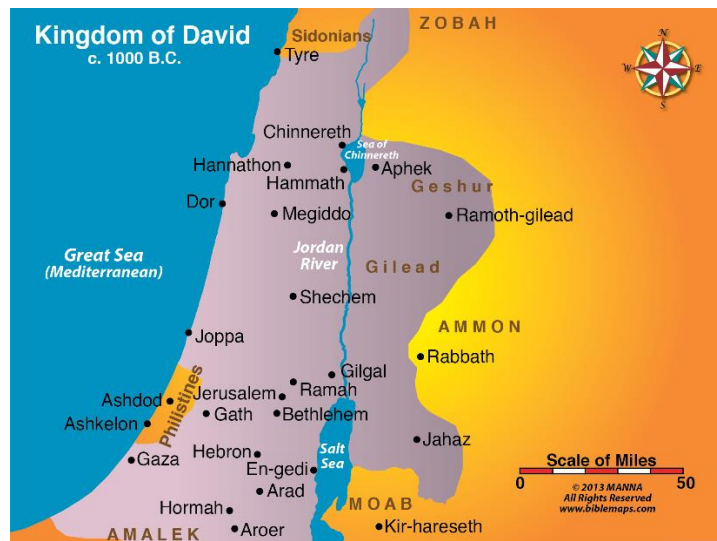 Kingdom of David
c. 1000 B.C.
Sidonians
ZOBAH
Tyre
N
W
E
S
Chinnereth
Sea of
Chinnereth
Hannathon
Hammath
Aphek
Geshur
Dor
Megiddo
Ramoth-gilead
Great Sea
(Mediterranean)
Jordan
River
Gilead
Shechem
AMMON
Joppa
Rabbath
Gilgal
Ramah
Jerusalem
Ashdod
Philistines
Gath
Bethlehem
Ashkelon
Jahaz
Gaza
Hebron
Salt
Sea
En-gedi
Arad
Scale of Miles
0
50
© 2013 MANNA
All Rights Reserved
www.biblemaps.com
Hormah
MOAB
AMALEK
Aroer
Kir-hareseth